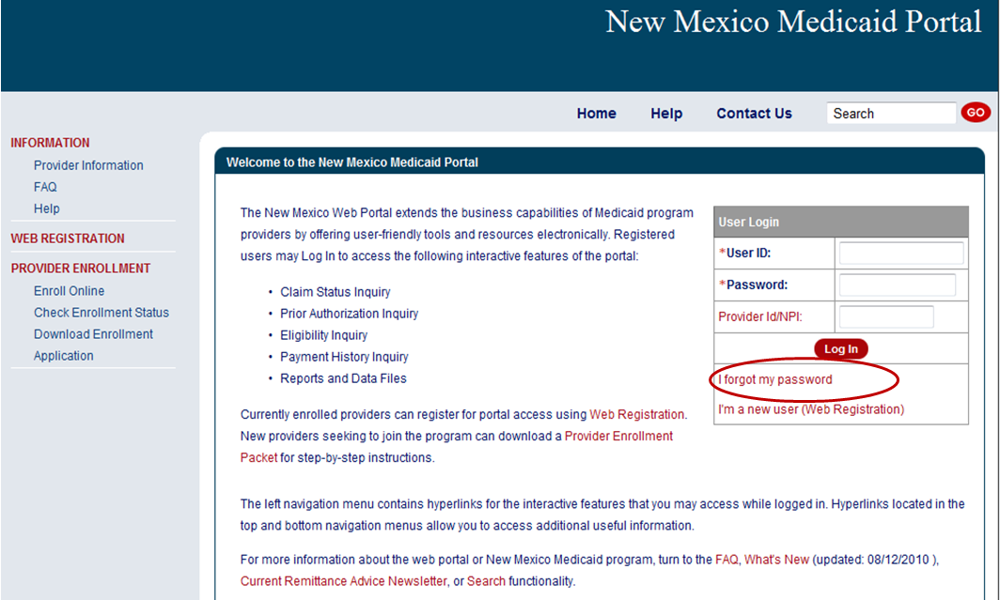 New Mexico Medicaid Portal
Home Help Contact Us Search GO
INFORMATION
Provider Information
FAQ
Help
WEB REGISTRATION
PROVIDER ENROLLMENT
Enroll Online
Check Enrollment Status
Download Enrollment
Application
Welcome to the New Mexico Medicaid Portal
The New Mexico Web Portal extends the business capabilities of Medicaid program
providers by offering user-friendly tools and resources electronically. Registered
users may Log In to access the following interactive features of the portal:
• Claim Status Inquiry
• Prior Authorization Inquiry
• Eligibility Inquiry
• Payment History Inquiry
• Reports and Data Files
Currently enrolled providers can register for portal access using Web Registration.
New providers seeking to join the program can download a Provider Enrollment
Packet for step-by-step instructions.
User Login
*User ID:
*Password:
Provider Id/NPI:
Log In
I forgot my password
I'm a new user (Web Registration)
The left navigation menu contains hyperlinks for the interactive features that you may access while logged in. Hyperlinks located in the
top and bottom navigation menus allow you to access additional useful information.
For more information about the web portal or New Mexico Medicaid program, turn to the FAQ, What's New (updated: 08/12/2010 ),
Current Remittance Advice Newsletter, or Search functionality.